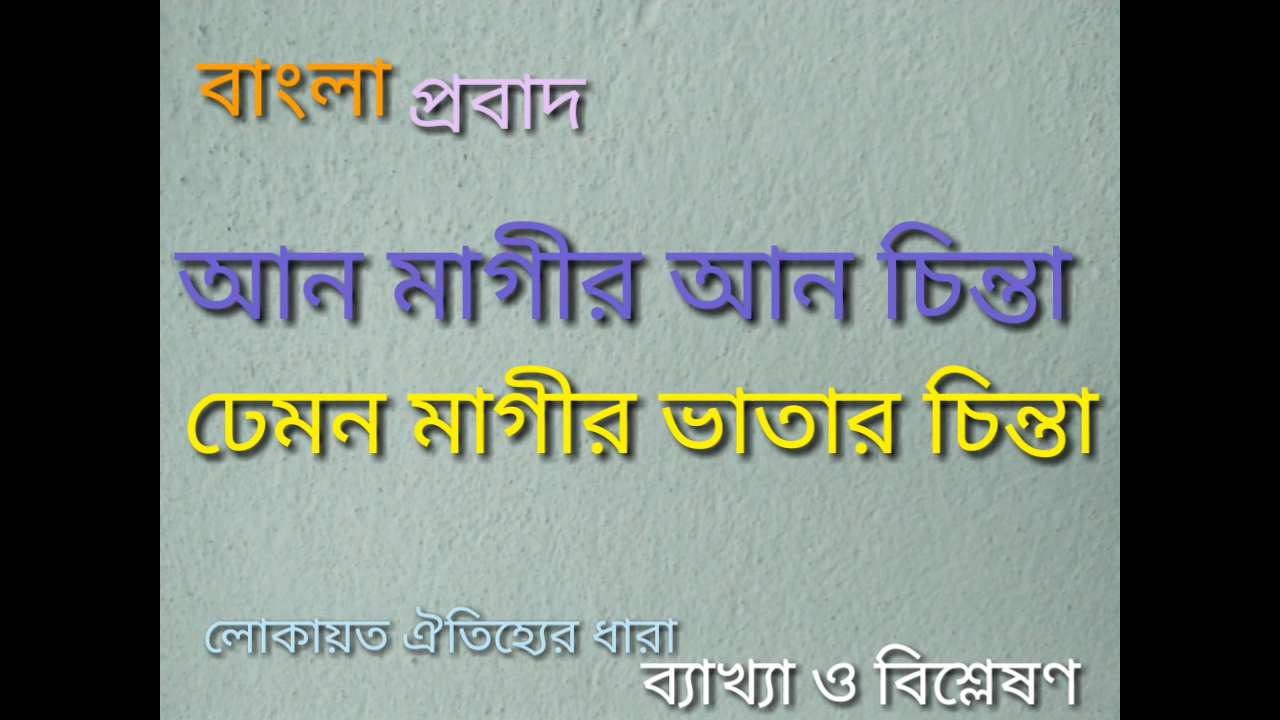 বাংলা প্রবাদ
আন মাগীর আন চিন্তা
ঢেমন মাগীর ভাতার চিন্তা
লোকায়ত ঐতিহ্যের ধারা
ব্যাখ্যা ও বিশ্লেষণ